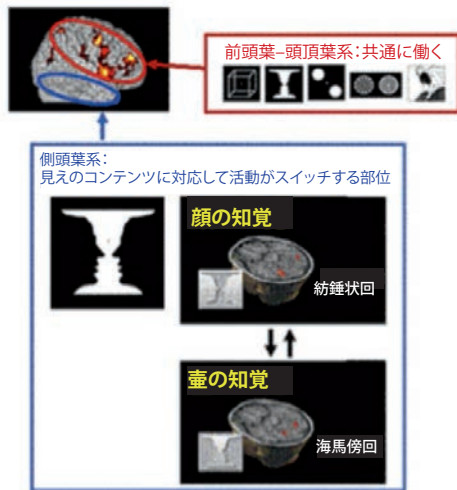 前頭葉–頭頂葉系：共通に働く
側頭葉系：
見えのコンテンツに対応して活動がスイッチする部位
顔の知覚
紡錘状回
壷の知覚
海馬傍回